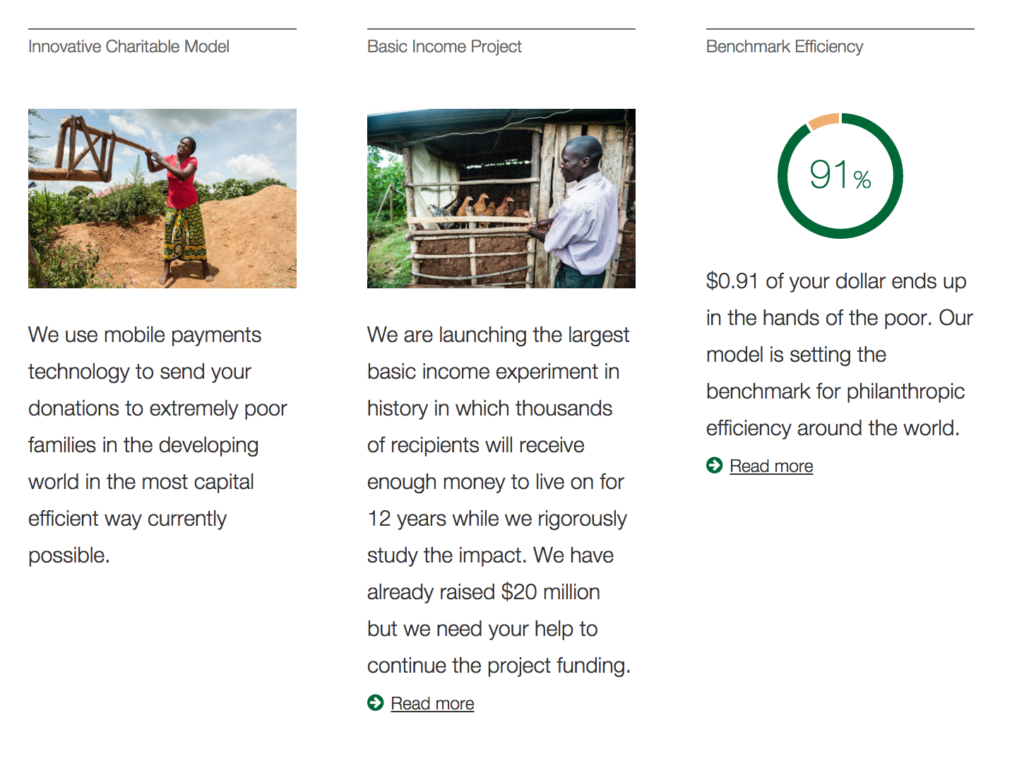 Innovative Charitable Model
We use mobile payments
technology to send your
donations to extremely poor
families in the developing
world in the most capital
efficient way currently
possible.
Basic Income Project
We are launching the largest
basic income experiment in
history in which thousands
of recipients will receive
enough money to live on for
12 years while we rigorously
study the impact. We have
already raised $20 million
but we need your help to
continue the project funding.
Read more
Benchmark Efficiency
91%
$0.91 of your dollar ends up
in the hands of the poor. Our
model is setting the
benchmark for philanthropic
efficiency around the world.
Read more